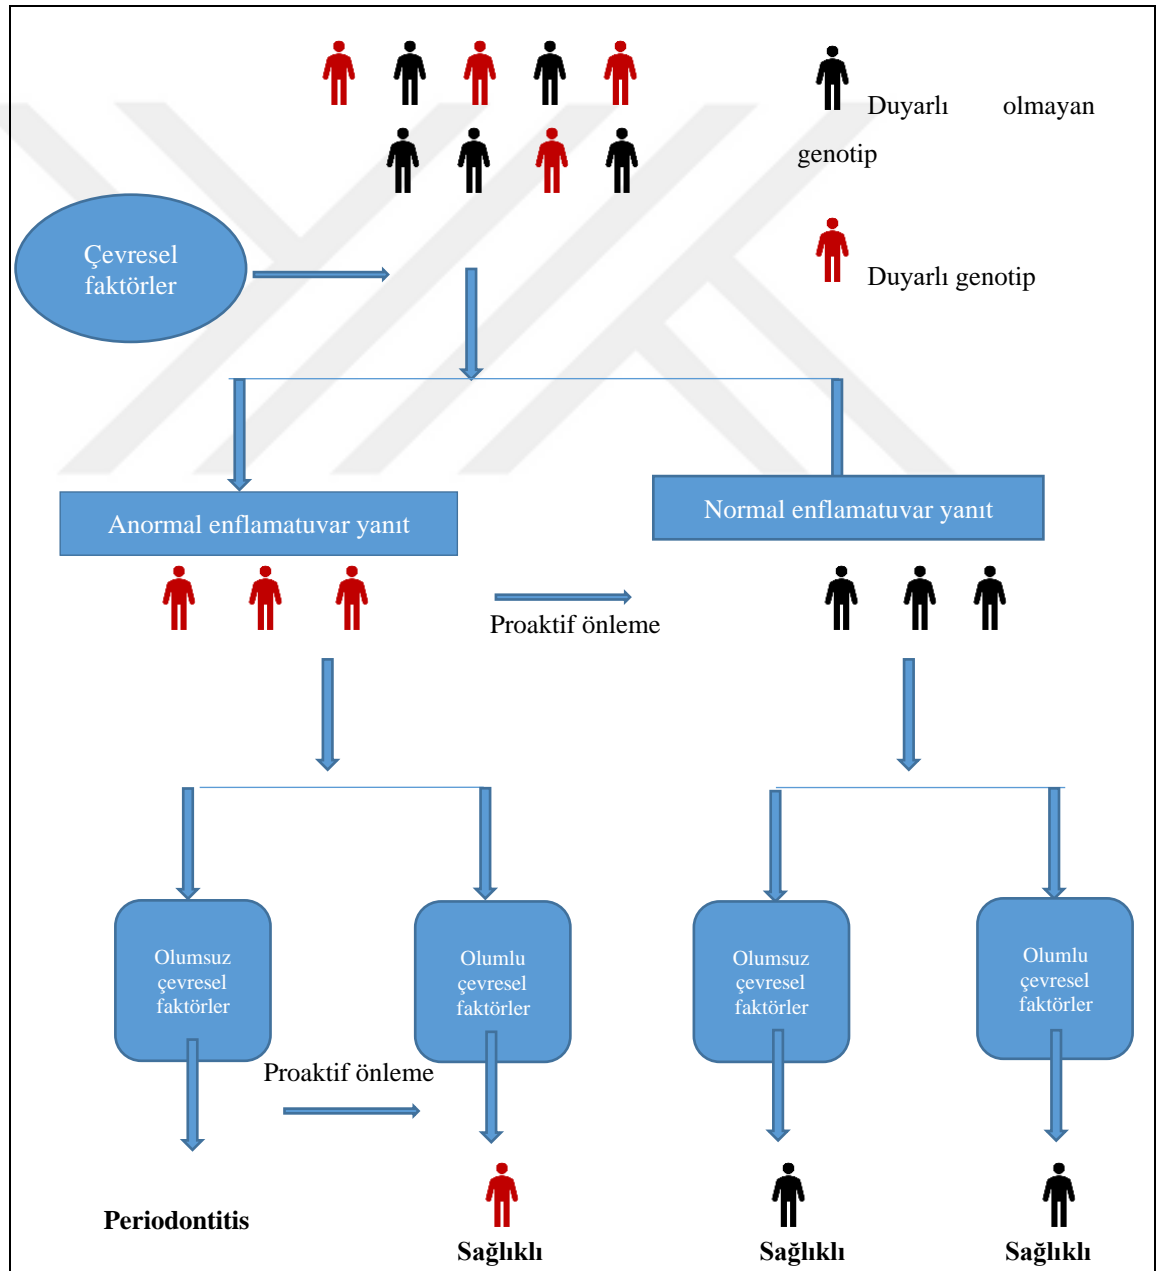 Duyarlı olmayan
genotip
Çevresel
faktörler
Duyarlı genotip
Anormal enflamatuvar yanıt
Normal enflamatuvar yanıt
Proaktif önleme
Olumsuz
çevresel
faktörler
Olumlu
çevresel
faktörler
Olumsuz
çevresel
faktörler
Olumlu
çevresel
faktörler
Proaktif önleme
Periodontitis
Sağlıklı
Sağlıklı
Sağlıklı